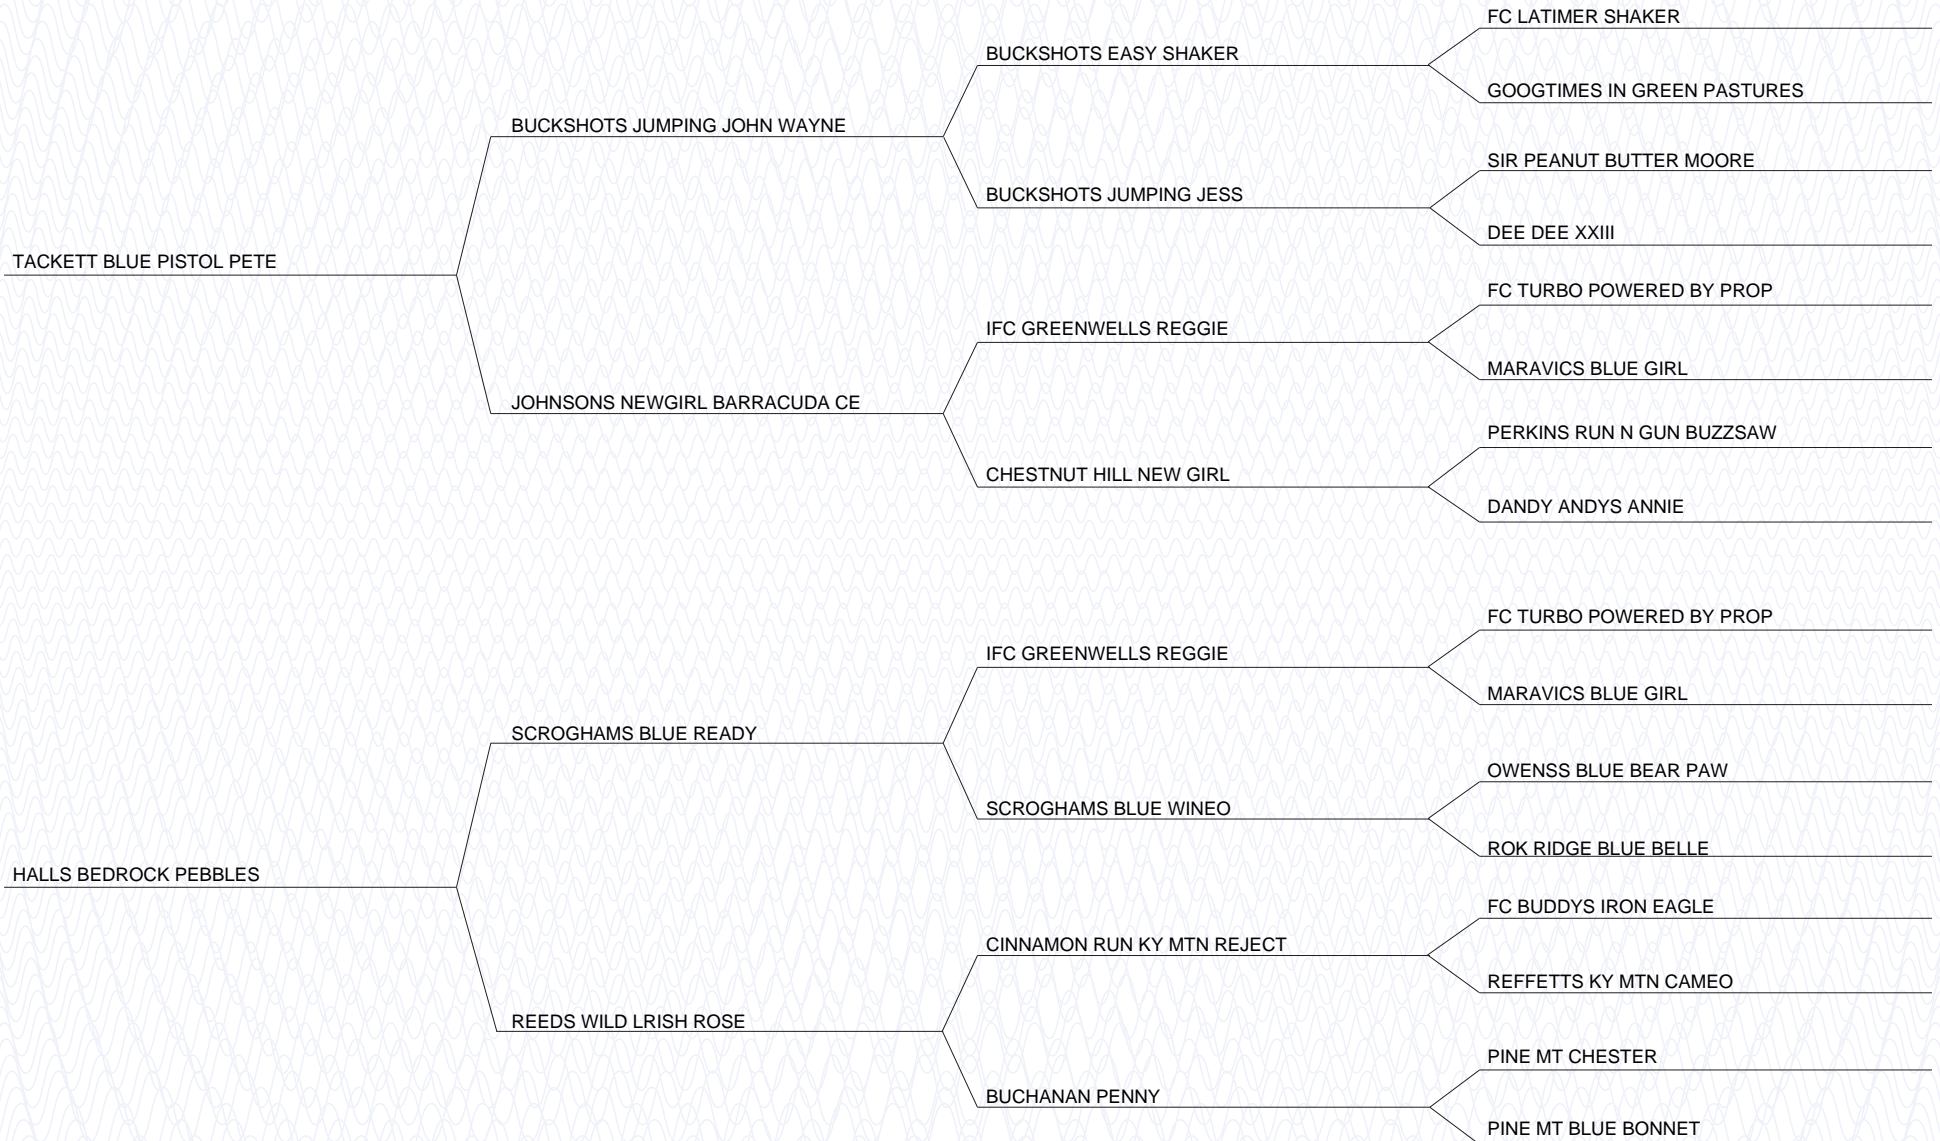 FC LATIMER SHAKER
BUCKSHOTS EASY SHAKER
GOOGTIMES IN GREEN PASTURES
BUCKSHOTS JUMPING JOHN WAYNE
SIR PEANUT BUTTER MOORE
BUCKSHOTS JUMPING JESS
DEE DEE XXIII
TACKETT BLUE PISTOL PETE
FC TURBO POWERED BY PROP
IFC GREENWELLS REGGIE
MARAVICS BLUE GIRL
JOHNSONS NEWGIRL BARRACUDA CE
PERKINS RUN N GUN BUZZSAW
CHESTNUT HILL NEW GIRL
DANDY ANDYS ANNIE
FC TURBO POWERED BY PROP
IFC GREENWELLS REGGIE
MARAVICS BLUE GIRL
SCROGHAMS BLUE READY
OWENSS BLUE BEAR PAW
SCROGHAMS BLUE WINEO
ROK RIDGE BLUE BELLE
HALLS BEDROCK PEBBLES
FC BUDDYS IRON EAGLE
CINNAMON RUN KY MTN REJECT
REFFETTS KY MTN CAMEO
REEDS WILD LRISH ROSE
PINE MT CHESTER
BUCHANAN PENNY
PINE MT BLUE BONNET